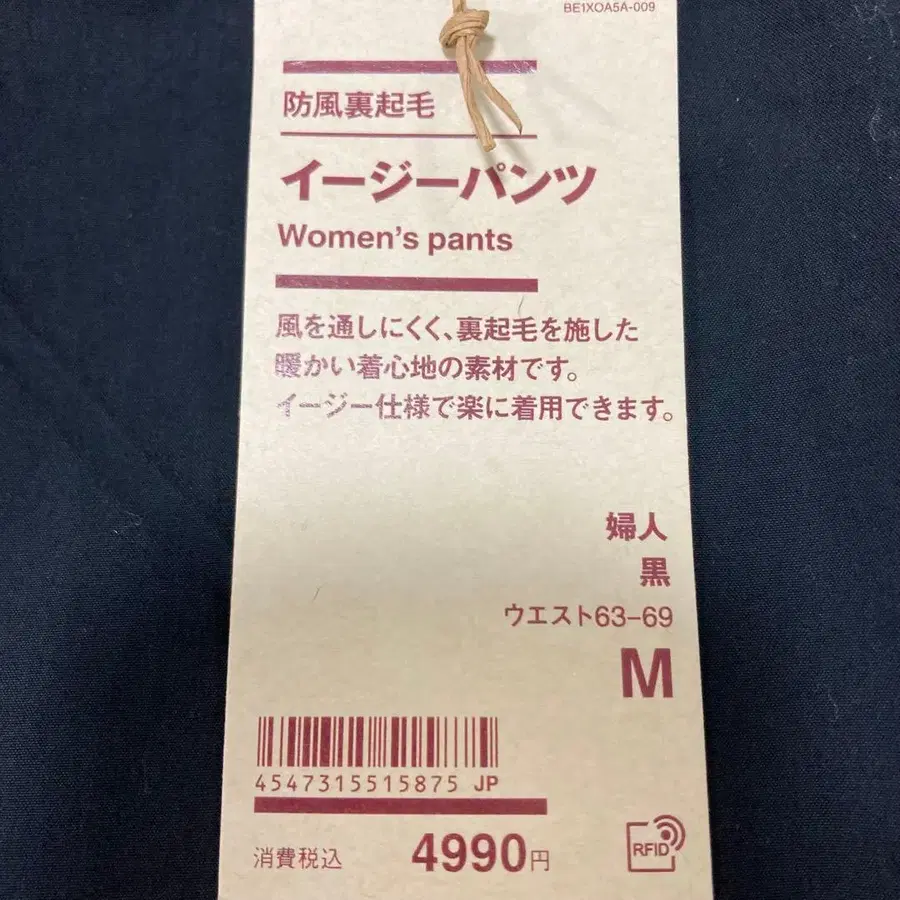 BE1XOA5A-009
防風裏起毛
イージーパンツ
Women's pants
風を通しにくく、裏起毛を施した
暖かい着心地の素材です。
イージー仕様で楽に着用できます。
婦人
黒
ウエスト63-69
M
4547315515875 JP
消費税込 4990円
RFID